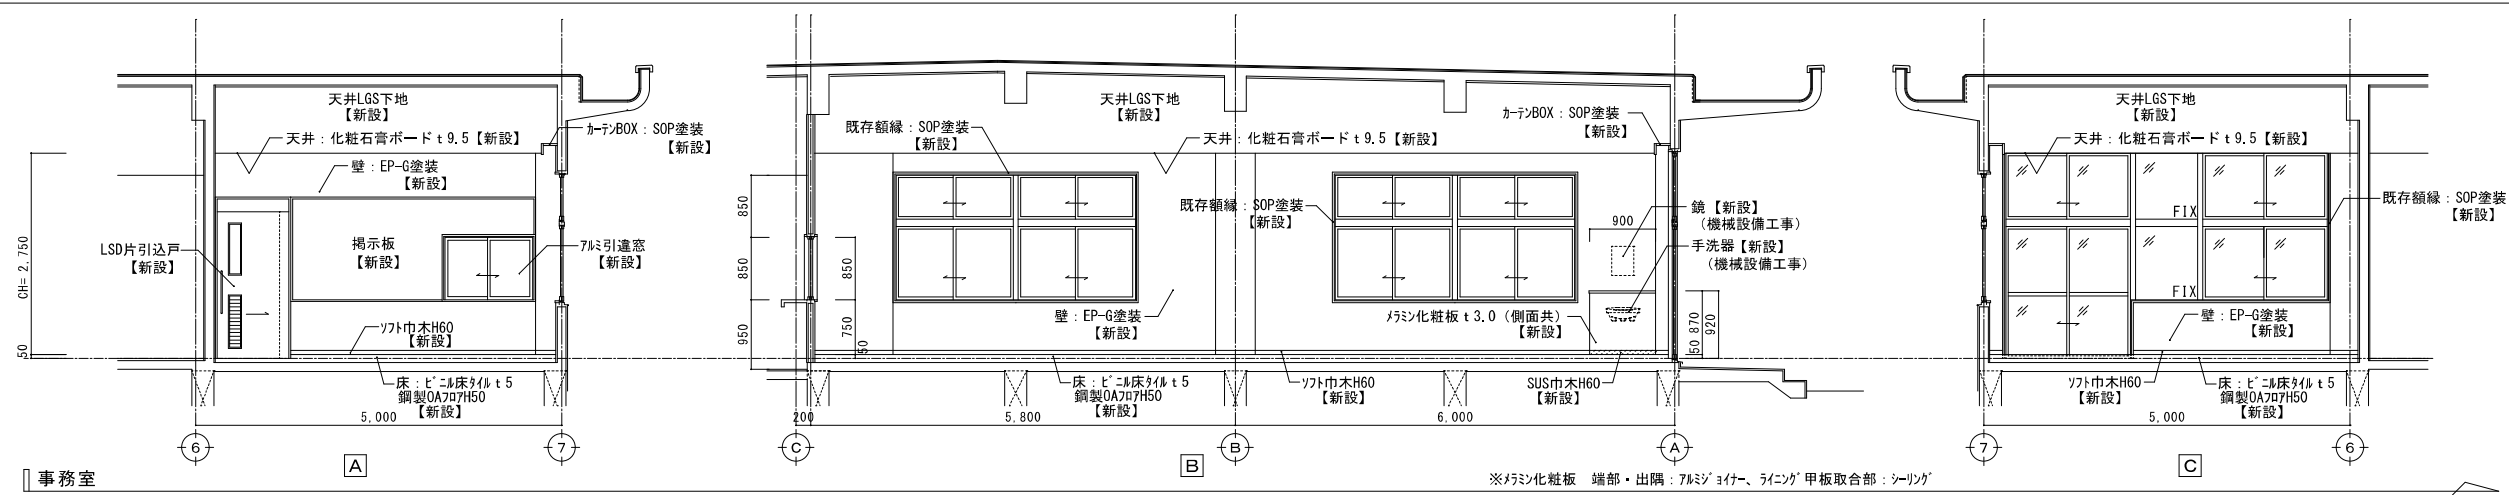 天井LGS下地
【新設】
天井：化粧石膏ボードｔ9.5【新設】
ｶｰﾃﾝBOX：SOP塗装
【新設】
壁：EP-G塗装
【新設】
LSD片引込戸
【新設】
掲示板
【新設】
ｱﾙﾐ引違窓
【新設】
CH= 2,750
50
ｿﾌﾄ巾木H60
【新設】
床：ﾋﾞﾆﾙ床ﾀｲﾙｔ5
鋼製OAﾌﾛｱH50
【新設】
5,000
6
7
A
天井LGS下地
【新設】
既存額縁：SOP塗装
【新設】
天井：化粧石膏ボードｔ9.5【新設】
ｶｰﾃﾝBOX：SOP塗装
【新設】
既存額縁：SOP塗装
【新設】
900
鏡【新設】
（機械設備工事）
手洗器【新設】
（機械設備工事）
850
850
950
850
750
50
壁：EP-G塗装
【新設】
ﾒﾗﾐﾝ化粧板ｔ3.0（側面共）
【新設】
50 870
920
床：ﾋﾞﾆﾙ床ﾀｲﾙｔ5
鋼製OAﾌﾛｱH50
【新設】
ｿﾌﾄ巾木H60
【新設】
SUS巾木H60
【新設】
200
5,800
6,000
C
B
A
B
天井LGS下地
【新設】
天井：化粧石膏ボードｔ9.5【新設】
既存額縁：SOP塗装
【新設】
FIX
FIX
壁：EP-G塗装
【新設】
ｿﾌﾄ巾木H60
【新設】
床：ﾋﾞﾆﾙ床ﾀｲﾙｔ5
鋼製OAﾌﾛｱH50
【新設】
5,000
7
6
C
事務室
※ﾒﾗﾐﾝ化粧板　端部・出隅：ｱﾙﾐｼﾞｮｲﾅｰ、ﾗｲﾆﾝｸﾞ甲板取合部：ｼｰﾘﾝｸﾞ